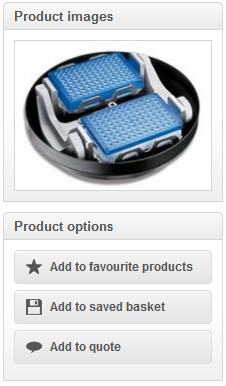 Product images
Product options
Add to favourite products
Add to saved basket
Add to quote